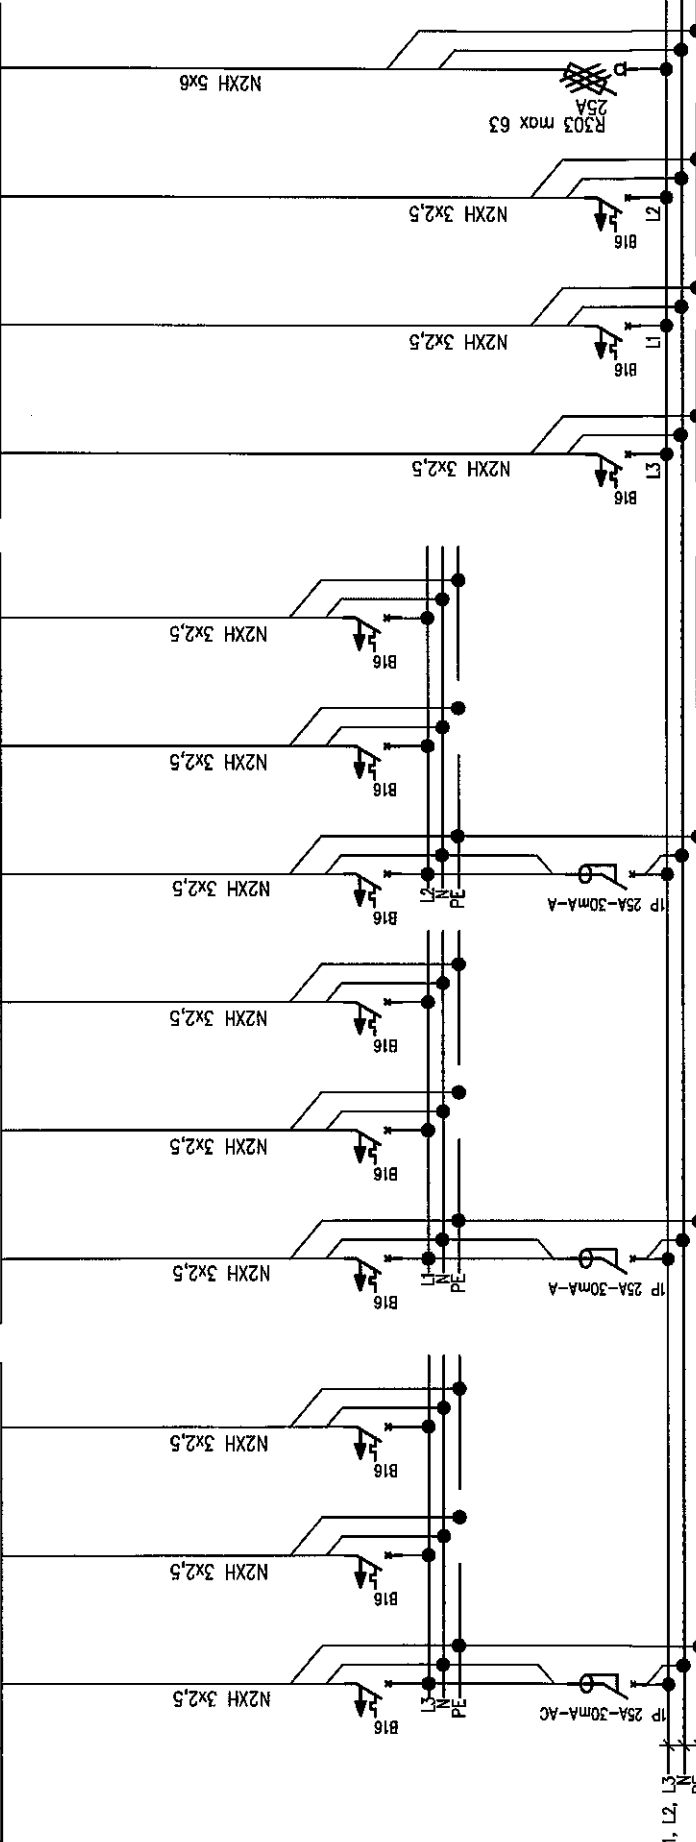 N2XH 5x6
R303 max 63
25A
N2XH 3x2,5
B16
L2
N2XH 3x2,5
B16
L1
N2XH 3x2,5
B16
L3
N2XH 3x2,5
B16
N2XH 3x2,5
B16
N2XH 3x2,5
B16
L2
N
PE
1P 25A-30mA-A
N2XH 3x2,5
B16
N2XH 3x2,5
B16
N2XH 3x2,5
B16
L1
N
PE
1P 25A-30mA-A
N2XH 3x2,5
B16
N2XH 3x2,5
B16
N2XH 3x2,5
B16
L3
N
PE
1P 25A-30mA-AC
L2, L3
N
PE